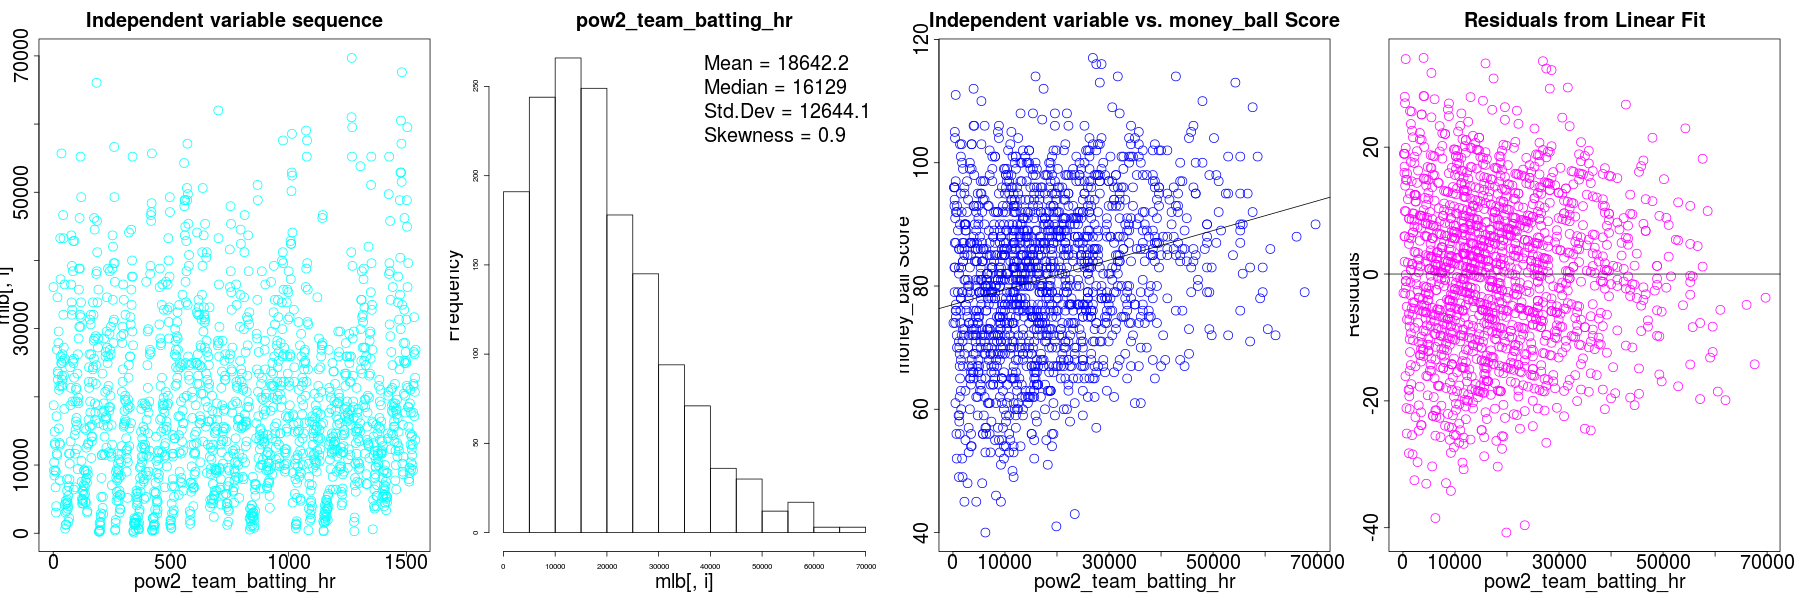 Independent variable sequence
mlb[, i]
0
10000
30000
50000
70000
0
500
1000
1500
pow2_team_batting_hr
pow2_team_batting_hr
Mean = 18642.2
Median = 16129
Std.Dev = 12644.1
Skewness = 0.9
Frequency
0
50
100
150
200
250
0
10000
20000
30000
40000
50000
60000
70000
mlb[, i]
Independent variable vs. money_ball Score
money_ball Score
40
60
80
100
120
0
10000
30000
50000
70000
pow2_team_batting_hr
Residuals from Linear Fit
Residuals
-40
-20
0
20
0
10000
30000
50000
70000
pow2_team_batting_hr